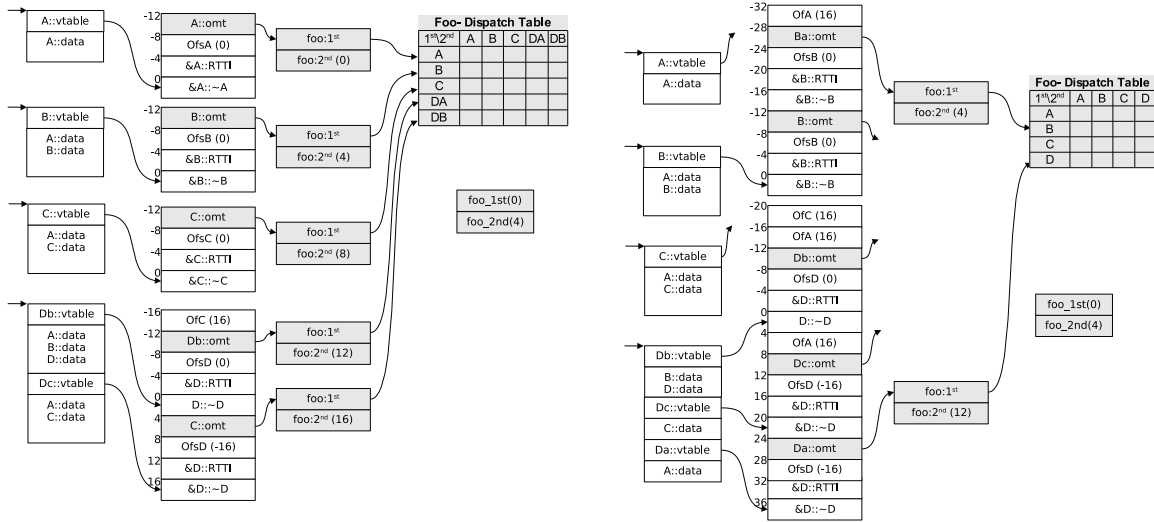 A::vtable
A::data
B::vtable
A::data
B::data
C::vtable
A::data
C::data
Db::vtable
A::data
B::data
D::data
Dc::vtable
A::data
C::data
-12
-8
-4
0
A::omt
OfsA (0)
&A::RTTI
&A::~A
-12
-8
-4
0
B::omt
OfsB (0)
&B::RTTI
&B::~B
-12
-8
-4
0
C::omt
OfsC (0)
&C::RTTI
&C::~C
-16
-12
-8
-4
0
4
8
12
16
OfC (16)
Db::omt
OfsD (0)
&D::RTTI
D::~D
C::omt
OfsD (-16)
&D::RTTI
&D::~D
foo:1st
foo:2nd (0)
foo:1st
foo:2nd (4)
foo:1st
foo:2nd (8)
foo:1st
foo:2nd (12)
foo:1st
foo:2nd (16)
Foo- Dispatch Table
1st\2nd A B C DA DB
A
B
C
DA
DB
foo_1st(0)
foo_2nd(4)
A::vtable
A::data
B::vtable
A::data
B::data
C::vtable
A::data
C::data
Db::vtable
B::data
D::data
Dc::vtable
C::data
Da::vtable
A::data
-32
-28
-24
-20
-16
-12
-8
-4
0
OfA (16)
Ba::omt
OfsB (0)
&B::RTTI
&B::~B
B::omt
OfsB (0)
&B::RTTI
&B::~B
-20
-16
-12
-8
-4
0
4
8
12
16
20
24
28
32
36
OfC (16)
OfA (16)
Db::omt
OfsD (0)
&D::RTTI
D::~D
OfA (16)
Dc::omt
OfsD (-16)
&D::RTTI
&D::~D
Da::omt
OfsD (-16)
&D::RTTI
&D::~D
foo:1st
foo:2nd (4)
foo:1st
foo:2nd (12)
Foo- Dispatch Table
1st\2nd A B C D
A
B
C
D
foo_1st(0)
foo_2nd(4)